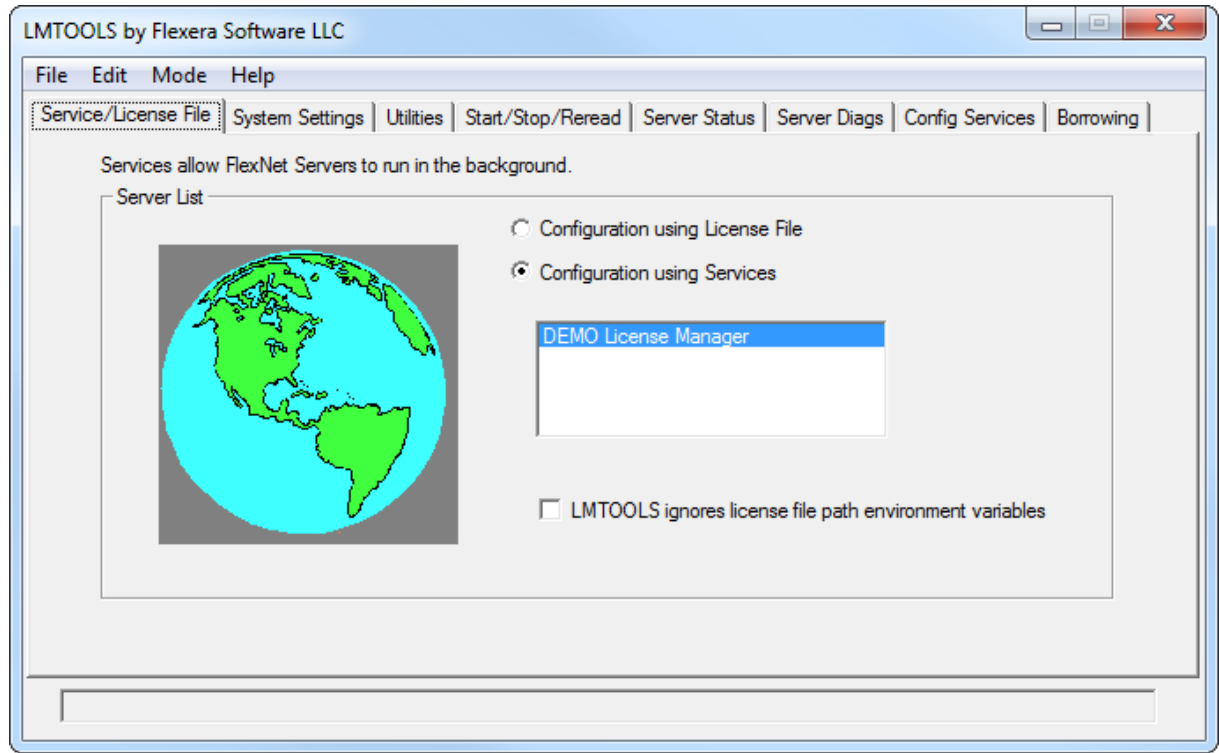 LMTOOLS by Flexera Software LLC
File Edit Mode Help
Service/License File System Settings Utilities Start/Stop/Reread Server Status Server Diags Config Services Borrowing
Services allow FlexNet Servers to run in the background.
Server List
Configuration using License File
Configuration using Services
DEMO License Manager
LMTOOLS ignores license file path environment variables